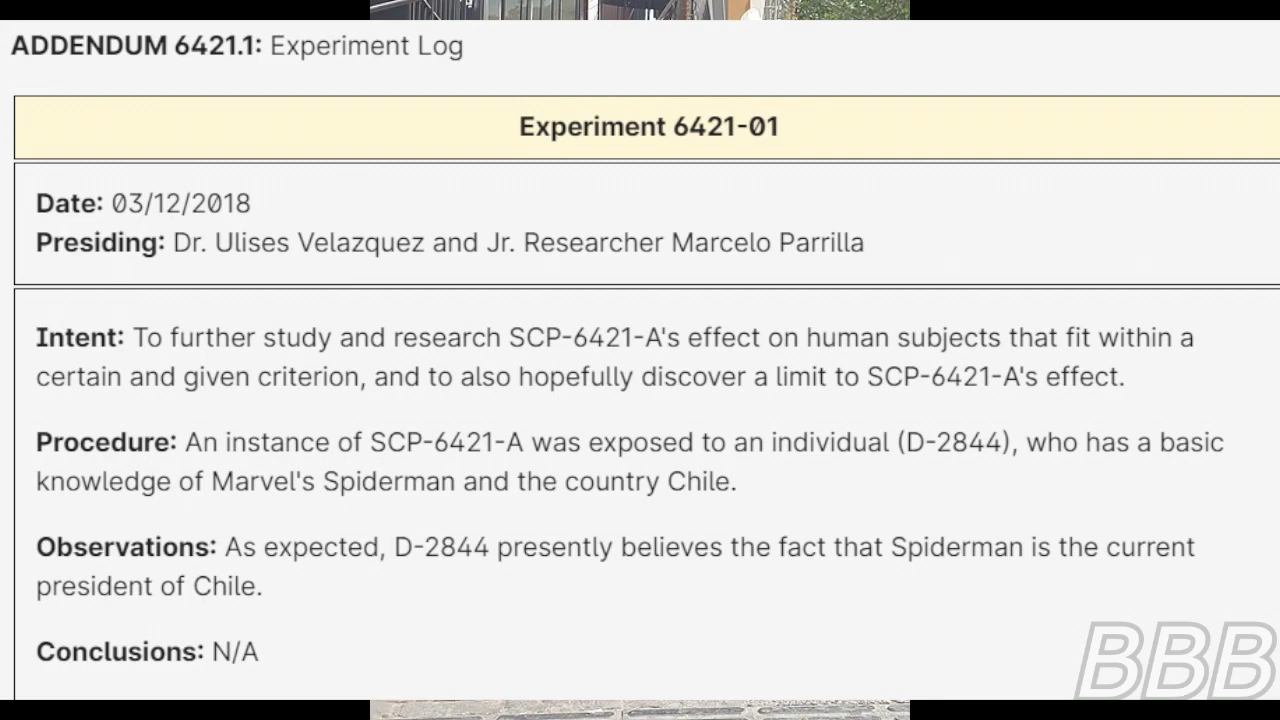 ADDENDUM 6421.1: Experiment Log
Experiment 6421-01
Date: 03/12/2018
Presiding: Dr. Ulises Velazquez and Jr. Researcher Marcelo Parrilla
Intent: To further study and research SCP-6421-A's effect on human subjects that fit within a
certain and given criterion, and to also hopefully discover a limit to SCP-6421-A's effect.
Procedure: An instance of SCP-6421-A was exposed to an individual (D-2844), who has a basic
knowledge of Marvel's Spiderman and the country Chile.
Observations: As expected, D-2844 presently believes the fact that Spiderman is the current
president of Chile.
Conclusions: N/A
BBB